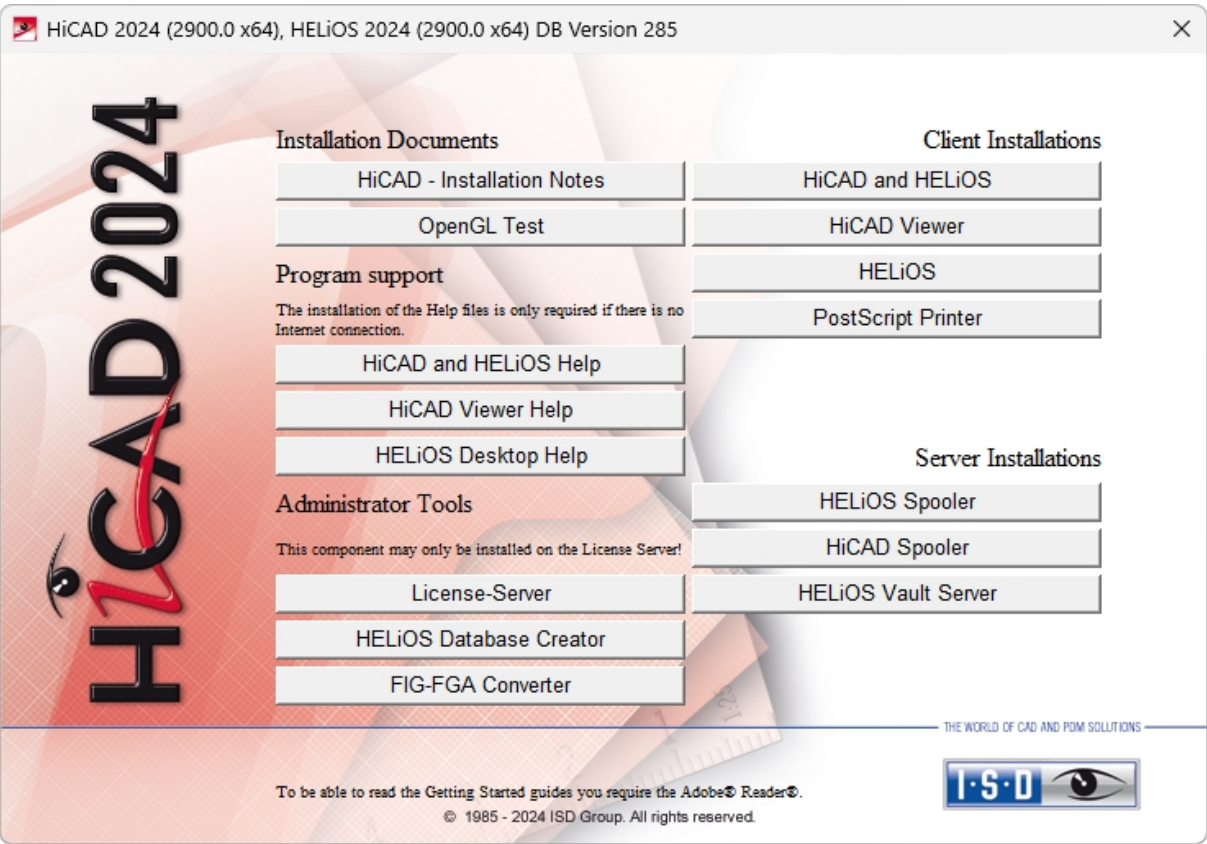 HiCAD 2024 (2900.0 x64), HELiOS 2024 (2900.0 x64) DB Version 285
HiCAD 2024
Installation Documents
HiCAD - Installation Notes
OpenGL Test
Program support
The installation of the Help files is only required if there is no
Internet connection.
HiCAD and HELiOS Help
HiCAD Viewer Help
HELiOS Desktop Help
Administrator Tools
This component may only be installed on the License Server!
License-Server
HELiOS Database Creator
FIG-FGA Converter
Client Installations
HiCAD and HELiOS
HiCAD Viewer
HELiOS
PostScript Printer
Server Installations
HELiOS Spooler
HiCAD Spooler
HELiOS Vault Server
1:25
THE WORLD OF CAD AND PDM SOLUTIONS
I·S·D
To be able to read the Getting Started guides you require the Adobe® Reader®.
© 1985 - 2024 ISD Group. All rights reserved.